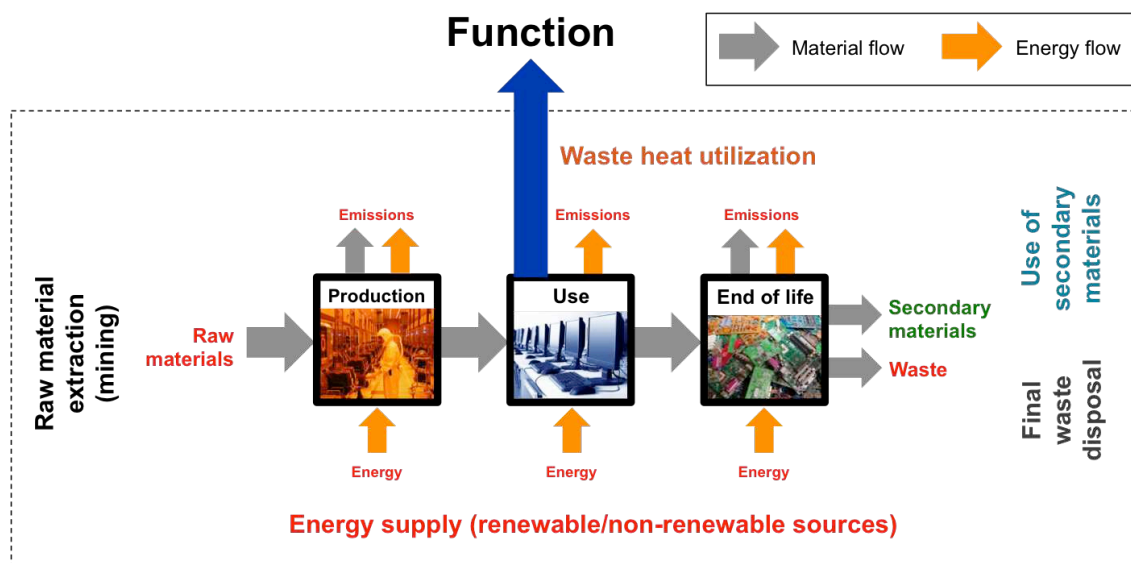 Function
Material flow
Energy flow
Waste heat utilization
Emissions
Emissions
Emissions
Production
Use
End of life
Raw material
extraction
(mining)
Raw
materials
Secondary
materials
Waste
Use of
secondary
materials
Final
waste
disposal
Energy
Energy
Energy
Energy supply (renewable/non-renewable sources)